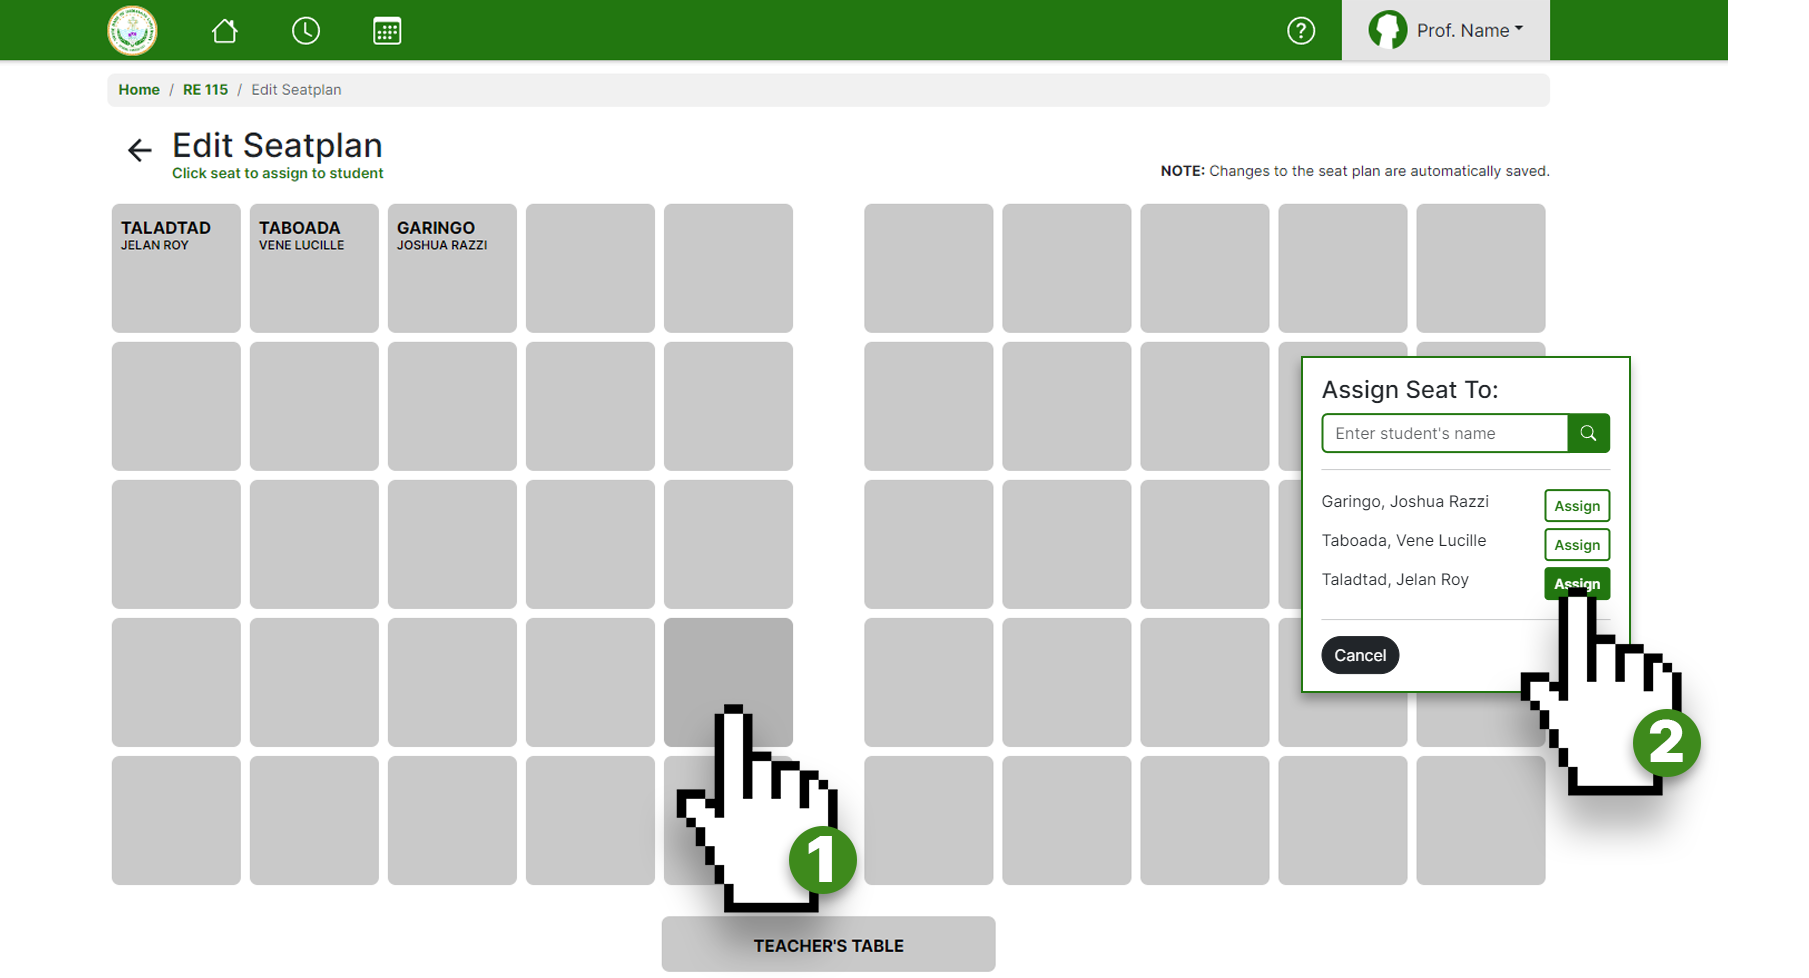 Prof. Name
Home / RE 115 / Edit Seatplan
Edit Seatplan
Click seat to assign to student
NOTE: Changes to the seat plan are automatically saved.
TALADTAD
JELAN ROY
TABOADA
VENE LUCILLE
GARINGO
JOSHUA RAZZI
Assign Seat To:
Enter student's name
Garingo, Joshua Razzi Assign
Taboada, Vene Lucille Assign
Taladtad, Jelan Roy Assign
Cancel
2
1
TEACHER'S TABLE